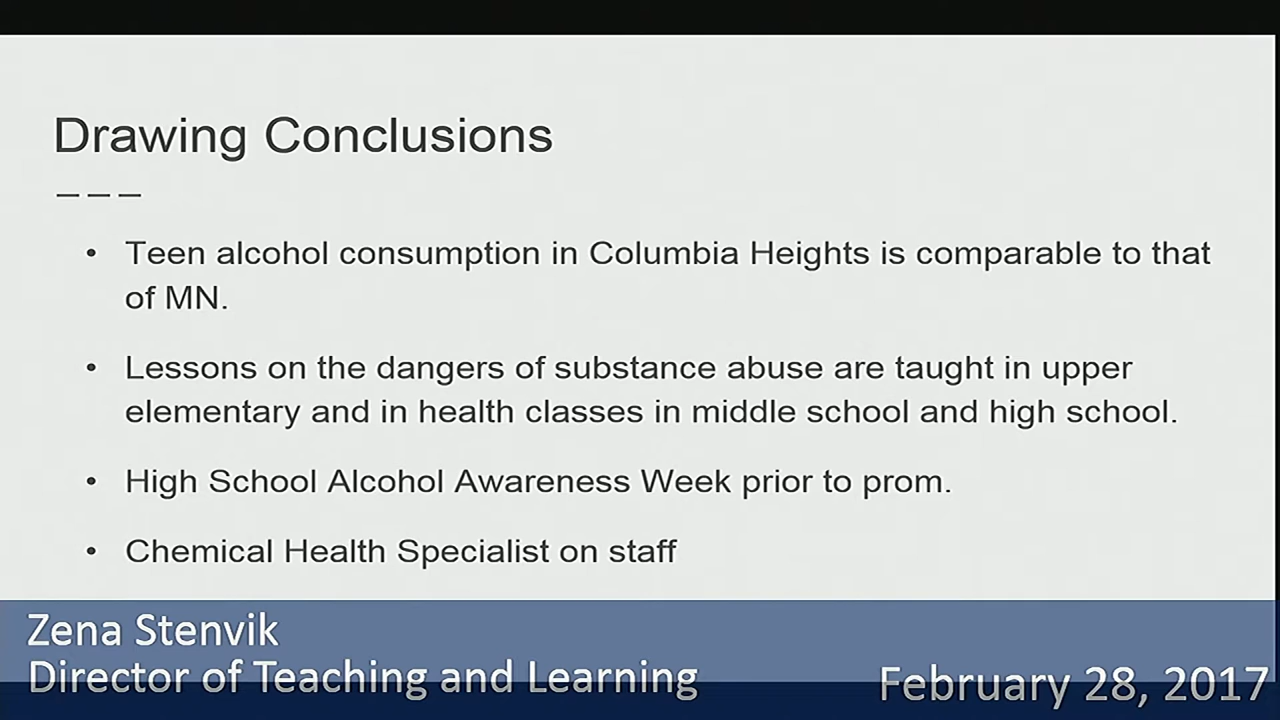 Drawing Conclusions
• Teen alcohol consumption in Columbia Heights is comparable to that
of MN.
• Lessons on the dangers of substance abuse are taught in upper
elementary and in health classes in middle school and high school.
• High School Alcohol Awareness Week prior to prom.
• Chemical Health Specialist on staff
Zena Stenvik
Director of Teaching and Learning
February 28, 2017